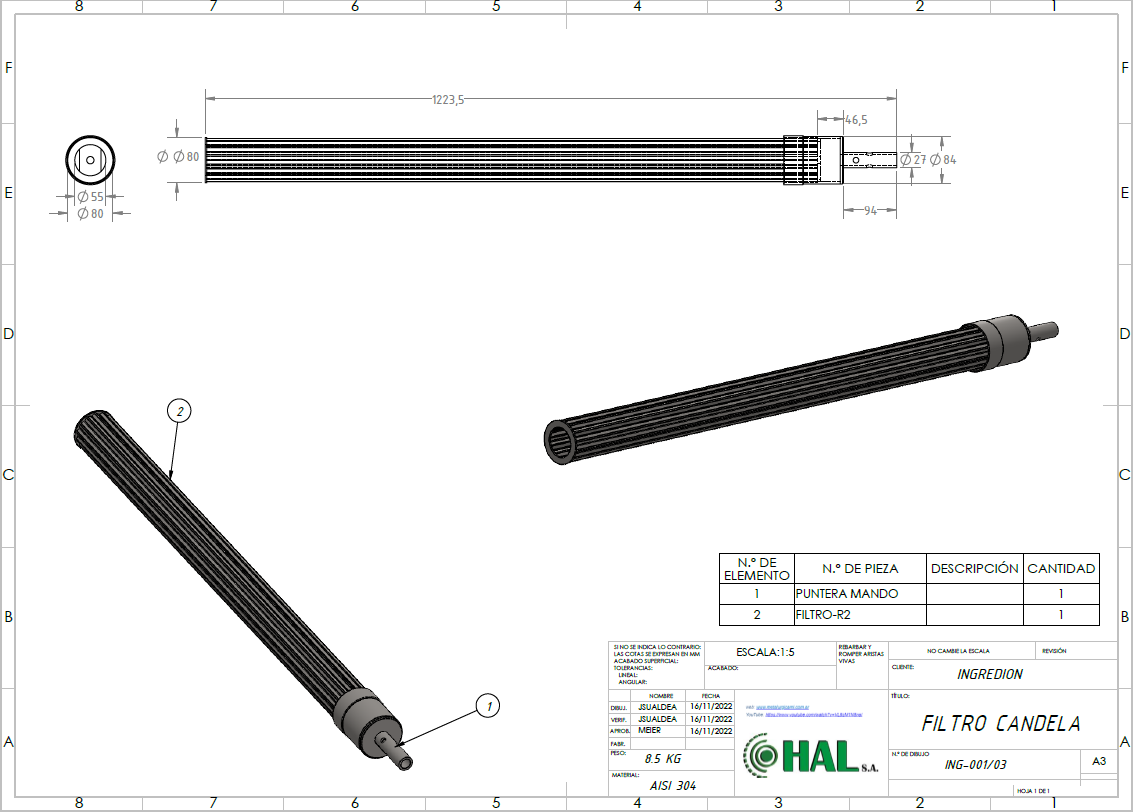 8 7 6 5 4 3 2 1
F F
E E
D D
C C
B B
A A
1223,5
46,5
Ø Ø 80
Ø 27 Ø 84
94
Ø 55
Ø 80
2
1
N.º DE ELEMENTO N.º DE PIEZA DESCRIPCIÓN CANTIDAD
1 PUNTERA MANDO 1
2 FILTRO-R2 1
SI NO SE INDICA LO CONTRARIO:
LAS COTAS SE EXPRESAN EN MM
ACABADO SUPERFICIAL:
TOLERANCIAS:
LINEAL:
ANGULAR:
ESCALA:1:5
ACABADO:
REBARBAR Y
ROMPER ARISTAS
VIVAS
NO CAMBIE LA ESCALA
REVISIÓN
CLIENTE:
INGREDION
NOMBRE FECHA
DIBUJ. JSUALDEA 16/11/2022
VERIF. JSUALDEA 16/11/2022
APROB. MEIER 16/11/2022
FABR.
PESO:
8.5 KG
MATERIAL:
AISI 304
HAL S.A.
TÍTULO:
FILTRO CANDELA
N.º DE DIBUJO
ING-001/03
A3
HOJA 1 DE 1
8 7 6 5 4 3 2 1